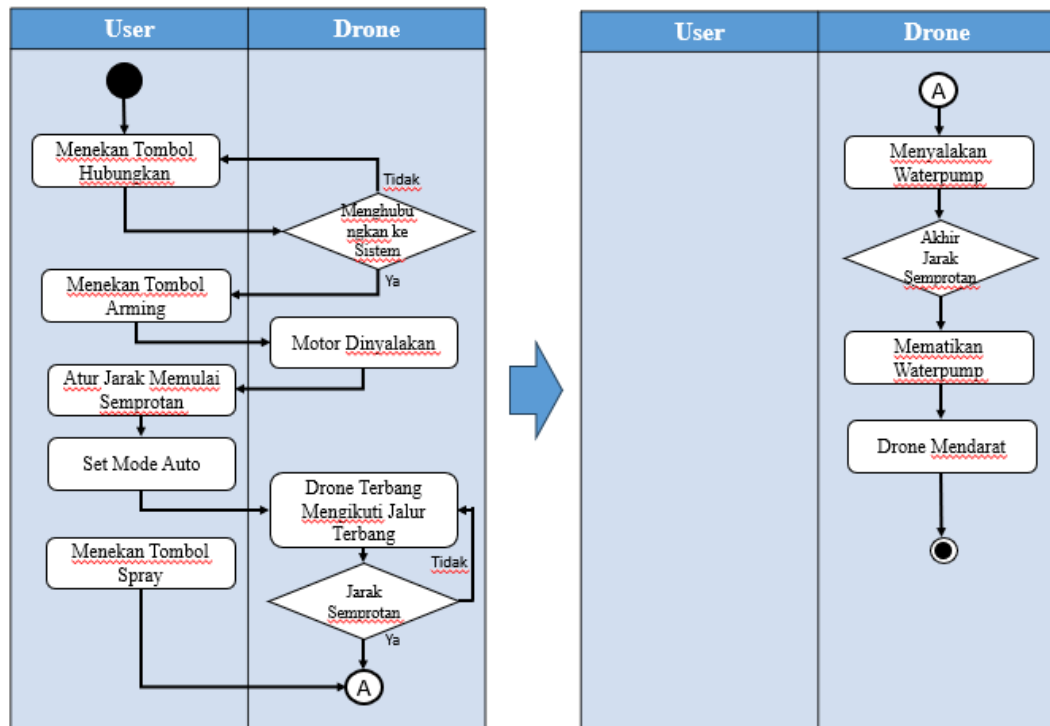 User
Drone
Menekan Tombol
Hubungkan
Tidak
Menghubu
ngkan ke
Sistem
Ya
Menekan Tombol
Arming
Motor Dinyalakan
Atur Jarak Memulai
Semprotan
Set Mode Auto
Drone Terbang
Mengikuti Jalur
Terbang
Menekan Tombol
Spray
Tidak
Jarak
Semprotan
Ya
A
User
Drone
A
Menyalakan
Waterpump
Akhir
Jarak
Semprotan
Mematikan
Waterpump
Drone Mendarat